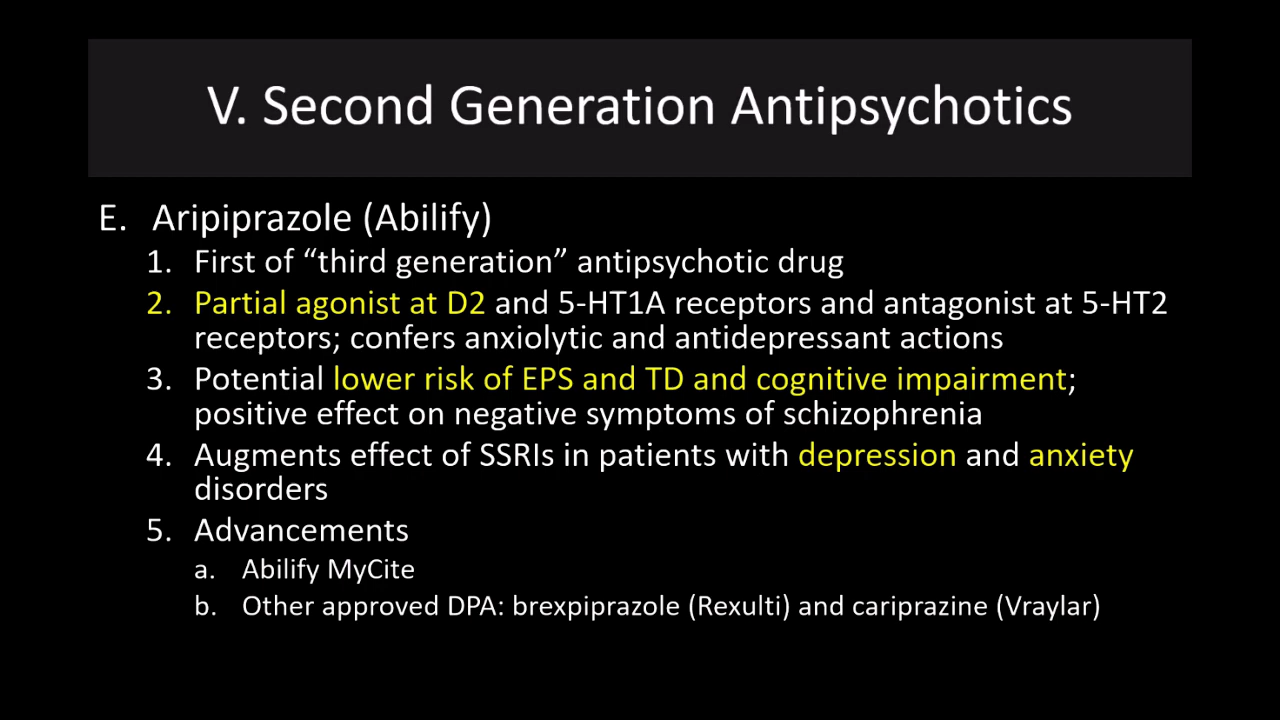 V. Second Generation Antipsychotics
E. Aripiprazole (Abilify)
1. First of “third generation” antipsychotic drug
2. Partial agonist at D2 and 5-HT1A receptors and antagonist at 5-HT2
receptors; confers anxiolytic and antidepressant actions
3. Potential lower risk of EPS and TD and cognitive impairment;
positive effect on negative symptoms of schizophrenia
4. Augments effect of SSRIs in patients with depression and anxiety
disorders
5. Advancements
a. Abilify MyCite
b. Other approved DPA: brexpiprazole (Rexulti) and cariprazine (Vraylar)